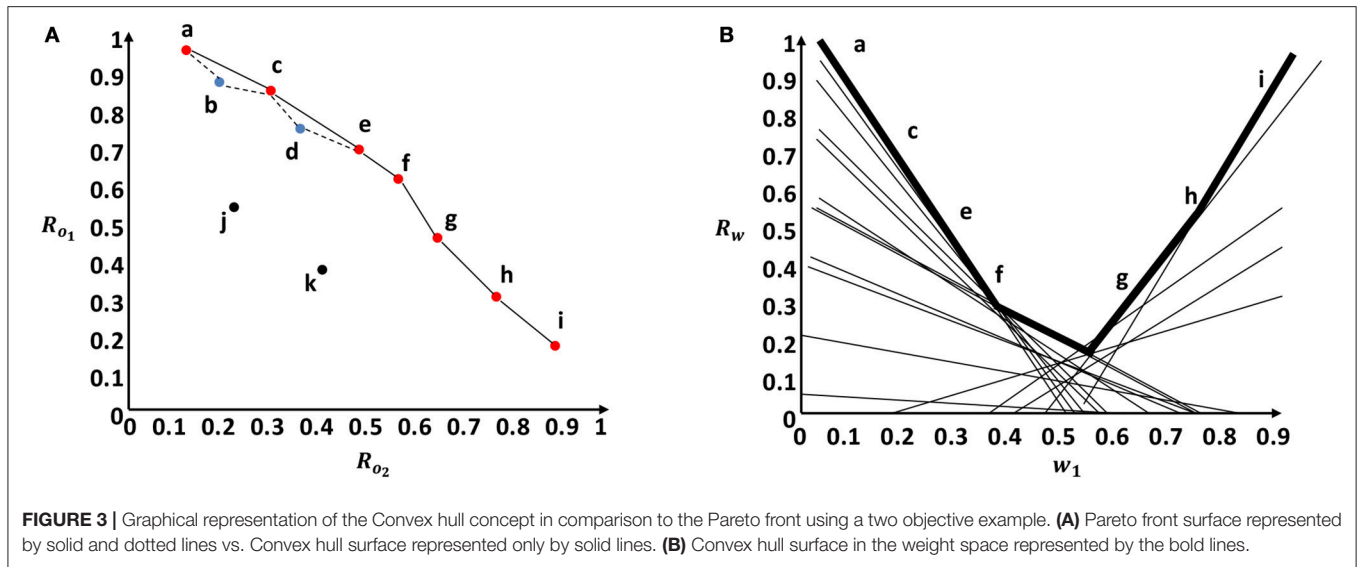 A
1
0.9
0.8
0.7
0.6
0.5
0.4
0.3
0.2
0.1
0
R_{o_1}
a
b
c
d
e
f
g
h
i
j
k
0 0.1 0.2 0.3 0.4 0.5 0.6 0.7 0.8 0.9 1
R_{o_2}
B
1
0.9
0.8
0.7
0.6
0.5
0.4
0.3
0.2
0.1
0
R_w
a
c
e
f
g
h
i
0 0.1 0.2 0.3 0.4 0.5 0.6 0.7 0.8 0.9
w_1
FIGURE 3 | Graphical representation of the Convex hull concept in comparison to the Pareto front using a two objective example. (A) Pareto front surface represented
by solid and dotted lines vs. Convex hull surface represented only by solid lines. (B) Convex hull surface in the weight space represented by the bold lines.